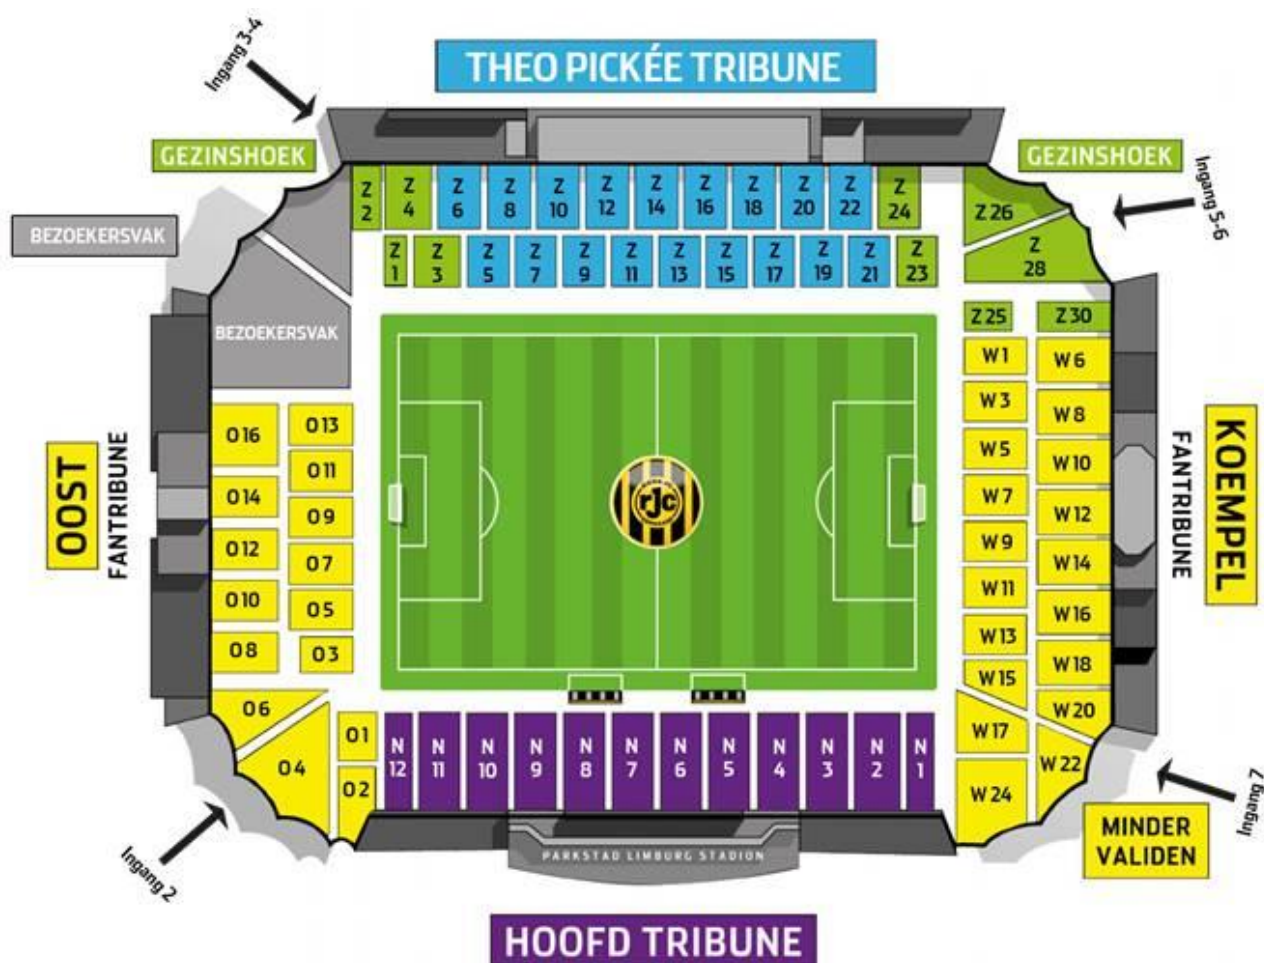 Ingang 3-4
THEO PICKÉE TRIBUNE
GEZINSHOEK
GEZINSHOEK
Ingang 5-6
BEZOEKERSVAK
Z 2
Z 4
Z 6
Z 8
Z 10
Z 12
Z 14
Z 16
Z 18
Z 20
Z 22
Z 24
Z 26
Z 28
Z 1
Z 3
Z 5
Z 7
Z 9
Z 11
Z 13
Z 15
Z 17
Z 19
Z 21
Z 23
BEZOEKERSVAK
Z 25
Z 30
W 1
W 6
W 3
W 8
W 5
W 10
W 7
W 12
W 9
W 14
W 11
W 16
W 13
W 18
W 15
W 20
W 17
W 22
W 24
O 16
O 13
O 11
O 14
O 9
O 12
O 7
O 10
O 5
O 8
O 3
O 6
O 4
O 1
O 2
OOST
FANTRIBUNE
rJc
KOEMPEL
FANTRIBUNE
N 12
N 11
N 10
N 9
N 8
N 7
N 6
N 5
N 4
N 3
N 2
N 1
Ingang 2
Ingang 7
MINDER
VALIDEN
PARKSTAD LIMBURG STADION
HOOFD TRIBUNE